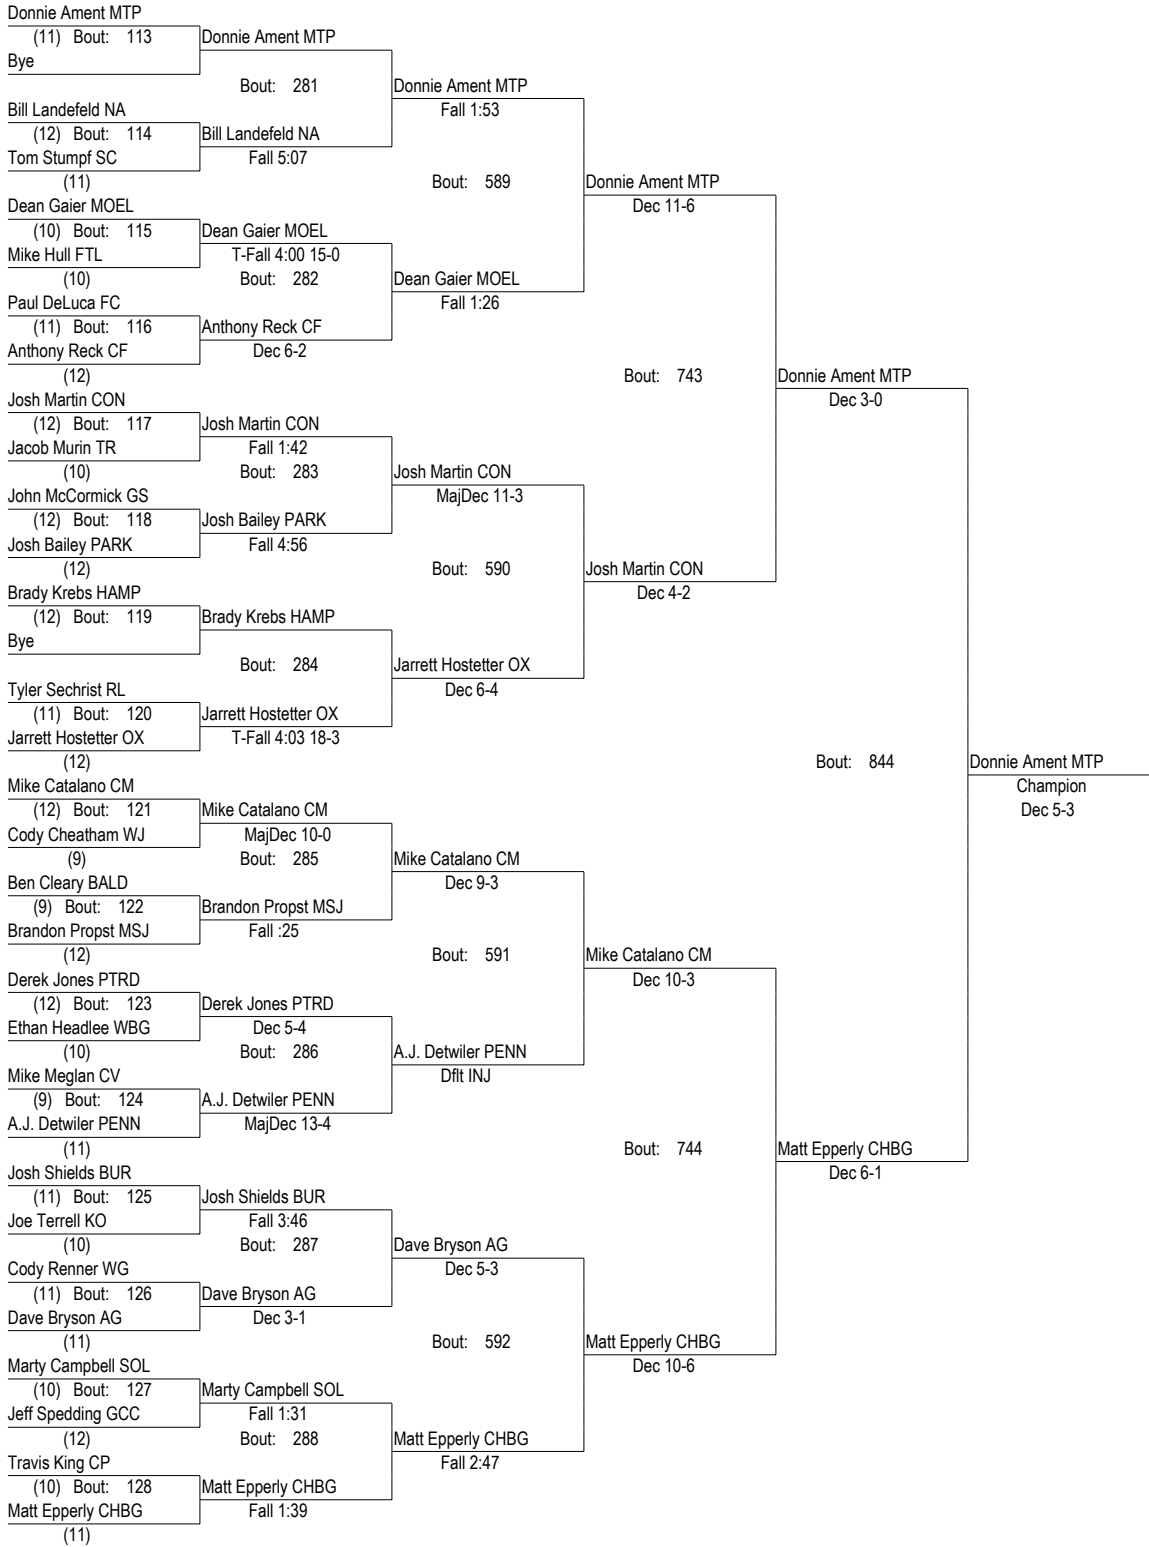 Donnie Ament MTP
(11) Bout: 113 Donnie Ament MTP
Bye
Bout: 281 Donnie Ament MTP
Bill Landefeld NA Fall 1:53
(12) Bout: 114 Bill Landefeld NA
Tom Stumpf SC Fall 5:07
(11) Bout: 589 Donnie Ament MTP
Dean Gaier MOEL Dec 11-6
(10) Bout: 115 Dean Gaier MOEL
Mike Hull FTL T-Fall 4:00 15-0
(10) Bout: 282 Dean Gaier MOEL
Paul DeLuca FC Fall 1:26
(11) Bout: 116 Anthony Reck CF
Anthony Reck CF Dec 6-2
(12) Bout: 743 Donnie Ament MTP
Josh Martin CON Dec 3-0
(12) Bout: 117 Josh Martin CON
Jacob Murin TR Fall 1:42
(10) Bout: 283 Josh Martin CON
John McCormick GS MajDec 11-3
(12) Bout: 118 Josh Bailey PARK
Josh Bailey PARK Fall 4:56
(12) Bout: 590 Josh Martin CON
Brady Krebs HAMP Dec 4-2
(12) Bout: 119 Brady Krebs HAMP
Bye
Bout: 284 Jarrett Hostetter OX
Tyler Sechrist RL Dec 6-4
(11) Bout: 120 Jarrett Hostetter OX
Jarrett Hostetter OX T-Fall 4:03 18-3
(12) Bout: 844 Donnie Ament MTP
Mike Catalano CM Champion
(12) Bout: 121 Mike Catalano CM Dec 5-3
Cody Cheatham WJ MajDec 10-0
(9) Bout: 285 Mike Catalano CM
Ben Cleary BALD Dec 9-3
(9) Bout: 122 Brandon Propst MSJ
Brandon Propst MSJ Fall :25
(12) Bout: 591 Mike Catalano CM
Derek Jones PTRD Dec 10-3
(12) Bout: 123 Derek Jones PTRD
Ethan Headlee WBG Dec 5-4
(10) Bout: 286 A.J. Detwiler PENN
Mike Meglan CV Dflt INJ
(9) Bout: 124 A.J. Detwiler PENN
A.J. Detwiler PENN MajDec 13-4
(11) Bout: 744 Matt Epperly CHBG
Josh Shields BUR Dec 6-1
(11) Bout: 125 Josh Shields BUR
Joe Terrell KO Fall 3:46
(10) Bout: 287 Dave Bryson AG
Cody Renner WG Dec 5-3
(11) Bout: 126 Dave Bryson AG
Dave Bryson AG Dec 3-1
(11) Bout: 592 Matt Epperly CHBG
Marty Campbell SOL Dec 10-6
(10) Bout: 127 Marty Campbell SOL
Jeff Spedding GCC Fall 1:31
(12) Bout: 288 Matt Epperly CHBG
Travis King CP Fall 2:47
(10) Bout: 128 Matt Epperly CHBG
Matt Epperly CHBG Fall 1:39
(11)